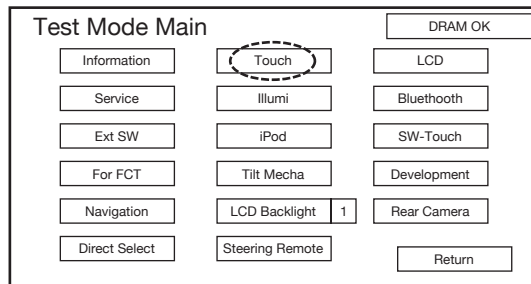 Test Mode Main
DRAM OK
Information
Touch
LCD
Service
Illumi
Bluethooth
Ext SW
iPod
SW-Touch
For FCT
Tilt Mecha
Development
Navigation
LCD Backlight
1
Rear Camera
Direct Select
Steering Remote
Return